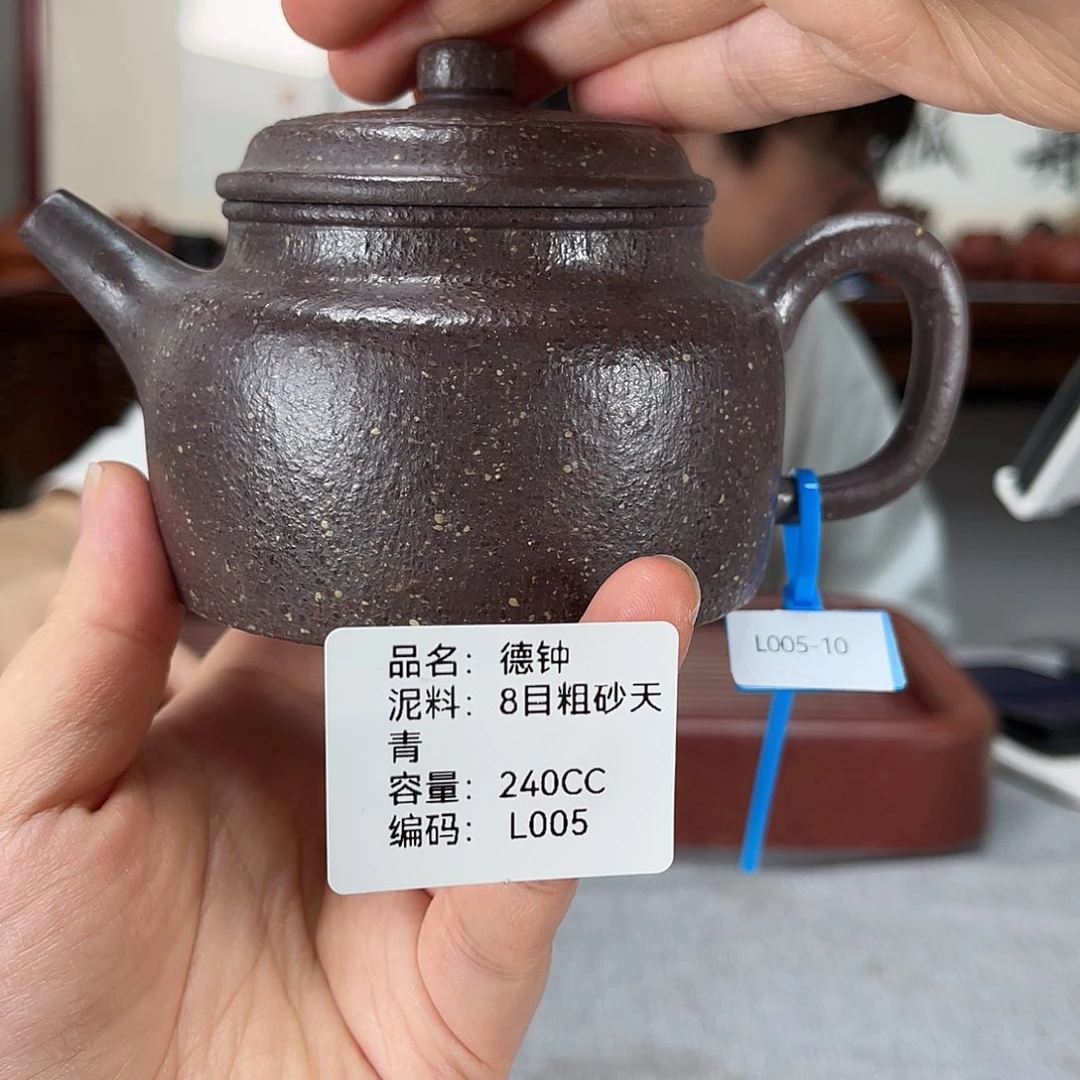 品名： 德钟
泥料： 8目粗砂天
青
容量： 240CC
编码： L005
L005-10